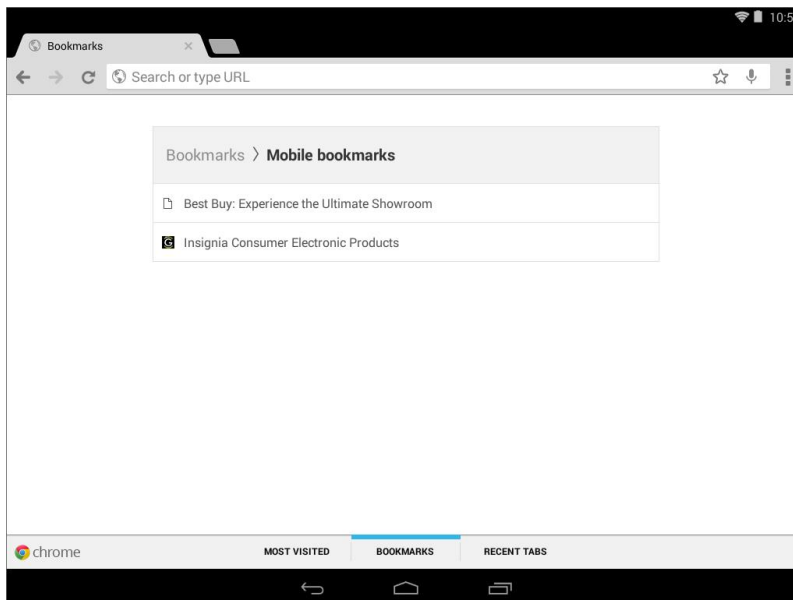 10:5
Bookmarks
Search or type URL
Bookmarks > Mobile bookmarks
Best Buy: Experience the Ultimate Showroom
G Insignia Consumer Electronic Products
chrome MOST VISITED BOOKMARKS RECENT TABS